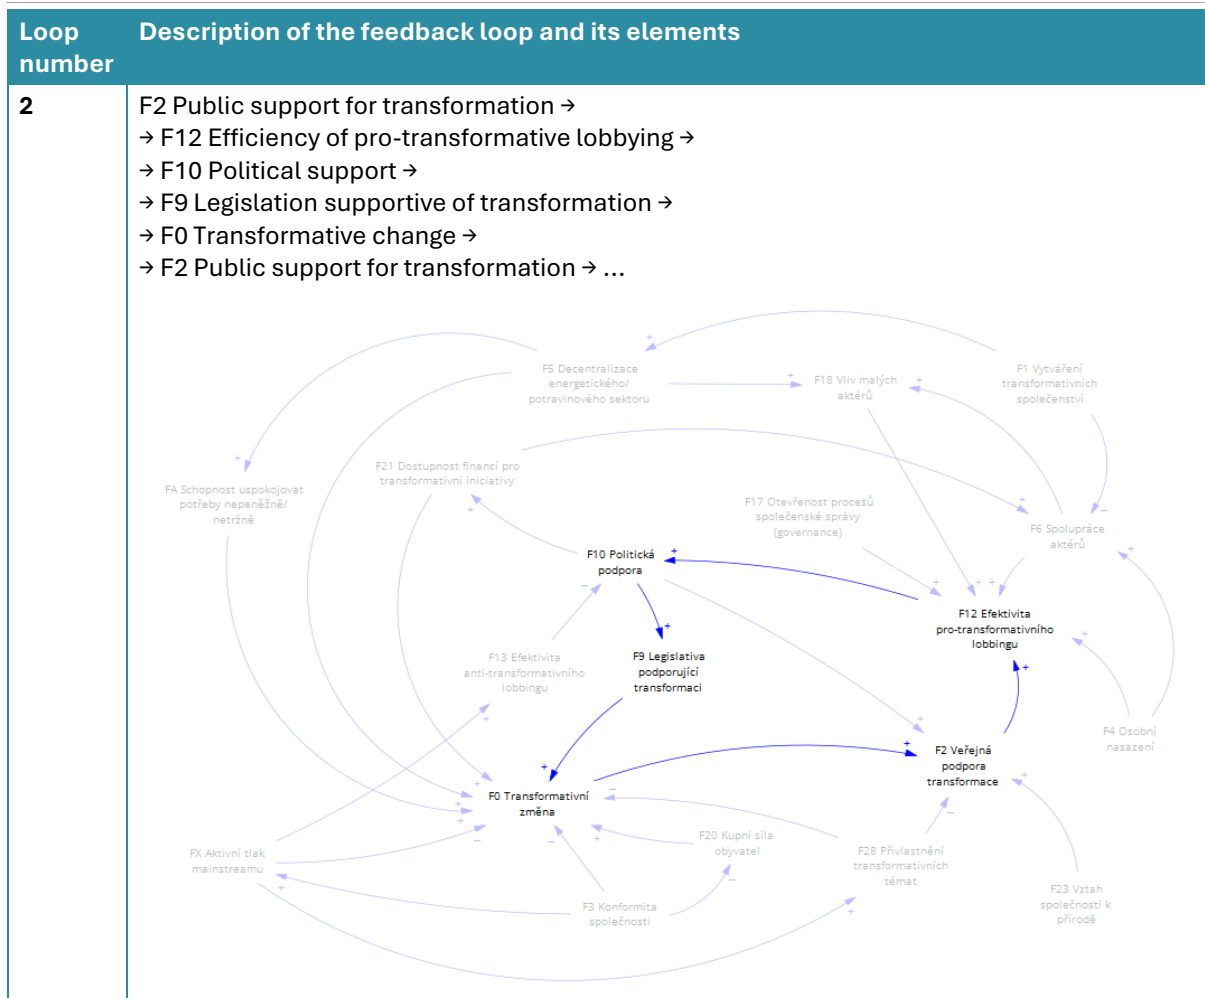 Loop number
Description of the feedback loop and its elements
2
F2 Public support for transformation →
→ F12 Efficiency of pro-transformative lobbying →
→ F10 Political support →
→ F9 Legislation supportive of transformation →
→ F0 Transformative change →
→ F2 Public support for transformation → ...
F5 Decentralizace
energetického/
potravinového sektoru
F18 Vliv malých
aktérů
F1 Vytváření
transformativních
společenství
F21 Dostupnost financí pro
transformativní iniciativy
FA Schopnost uspokojovat
potřeby nepeněžně/
netržně
F17 Otevřenost procesů
společenské správy
(governance)
F6 Spolupráce
aktérů
F10 Politická
podpora
F12 Efektivita
pro-transformativního
lobbingu
F13 Efektivita
anti-transformativního
lobbingu
F9 Legislativa
podporující
transformaci
F4 Osobní
nasazení
F2 Veřejná
podpora
transformace
F0 Transformativní
změna
FX Aktivní tlak
mainstreamu
F20 Kupní síla
obyvatel
F28 Přivlastnění
transformativních
témat
F3 Konformita
společnosti
F23 Vztah
společnosti k
přírodě